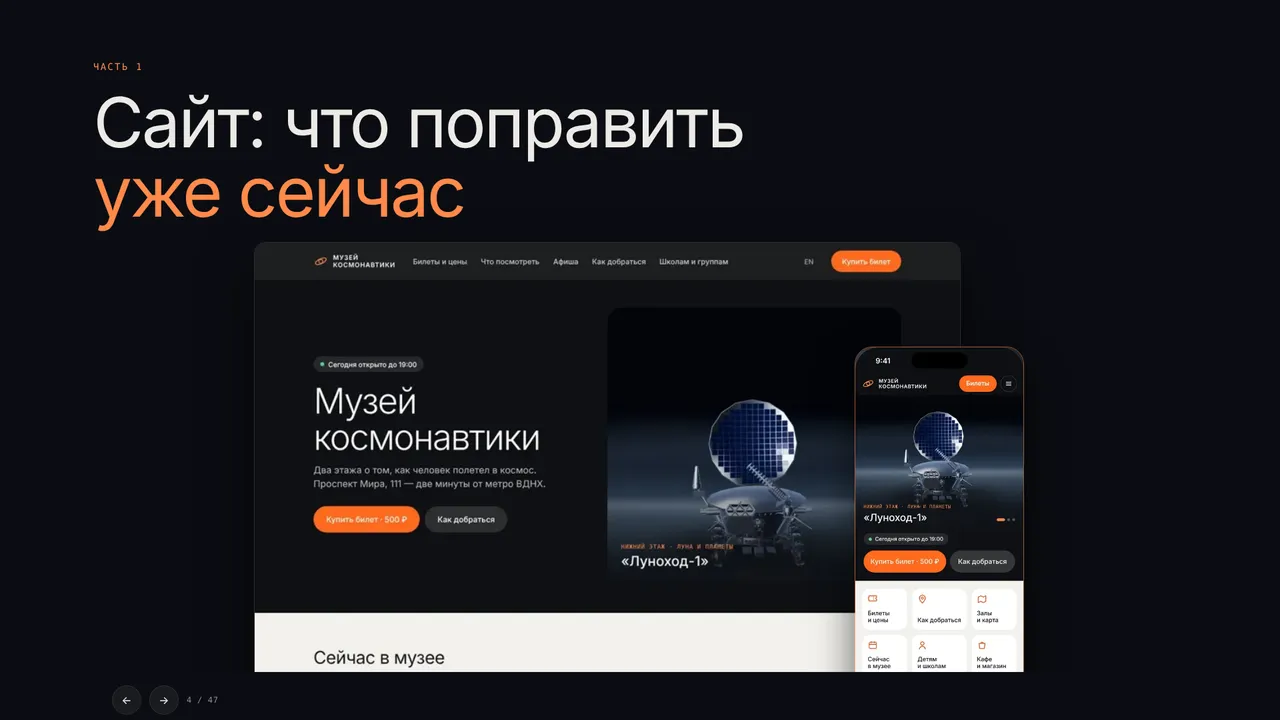 ЧАСТЬ 1
Сайт: что поправить
уже сейчас
МУЗЕЙ
КОСМОНАВТИКИ
Билеты и цены
Что посмотреть
Афиша
Как добраться
Школам и группам
EN
Купить билет
Сегодня открыто до 19:00
Музей
космонавтики
Два этажа о том, как человек полетел в космос.
Проспект Мира, 111 — две минуты от метро ВДНХ.
Купить билет · 500 ₽
Как добраться
НИЖНИЙ ЭТАЖ · ЛУНА И ПЛАНЕТЫ
«Луноход-1»
Сейчас в музее
9:41
МУЗЕЙ
КОСМОНАВТИКИ
Билеты
НИЖНИЙ ЭТАЖ · ЛУНА И ПЛАНЕТЫ
«Луноход-1»
Сегодня открыто до 19:00
Купить билет · 500 ₽
Как добраться
Билеты
и цены
Как добраться
Залы
и карта
Сейчас
в музее
Детям
и школам
Кафе
и магазин
4 / 47